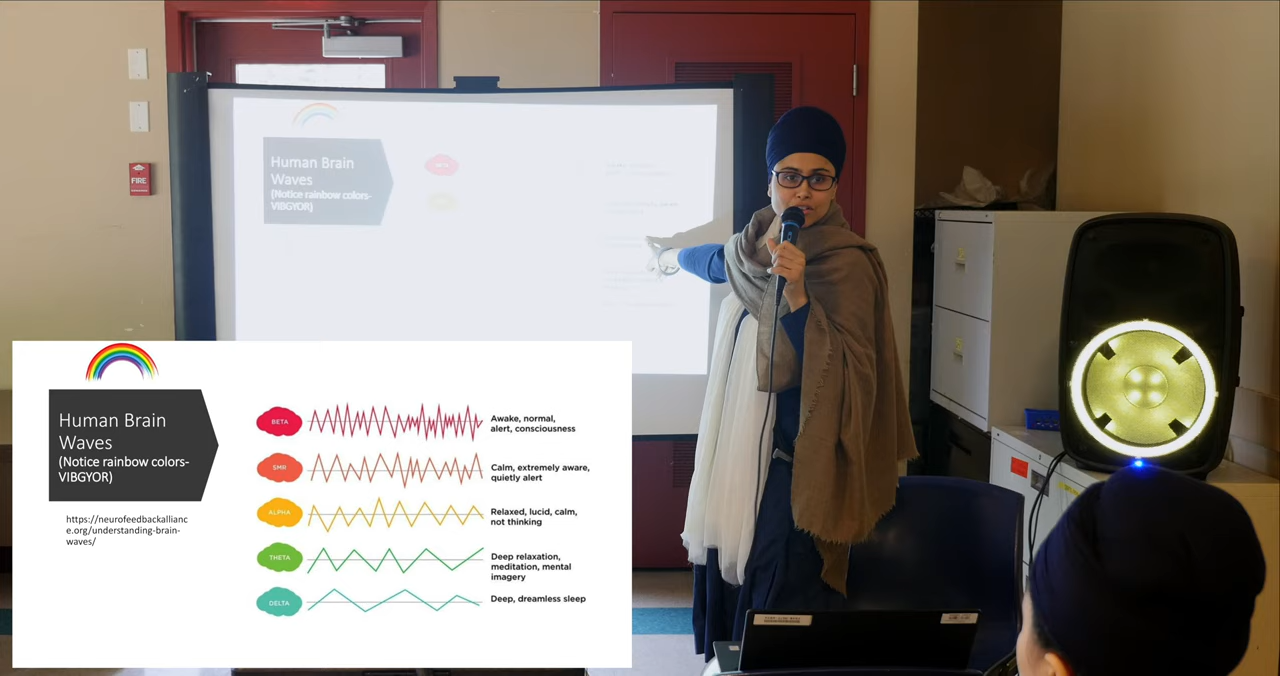 FIRE
Human Brain
Waves
(Notice rainbow colors-
VIBGYOR)
Human Brain
Waves
(Notice rainbow colors-
VIBGYOR)
https://neurofeedbackallianc
e.org/understanding-brain-
waves/
BETA
Awake, normal,
alert, consciousness
SMR
Calm, extremely aware,
quietly alert
ALPHA
Relaxed, lucid, calm,
not thinking
THETA
Deep relaxation,
meditation, mental
imagery
DELTA
Deep, dreamless sleep